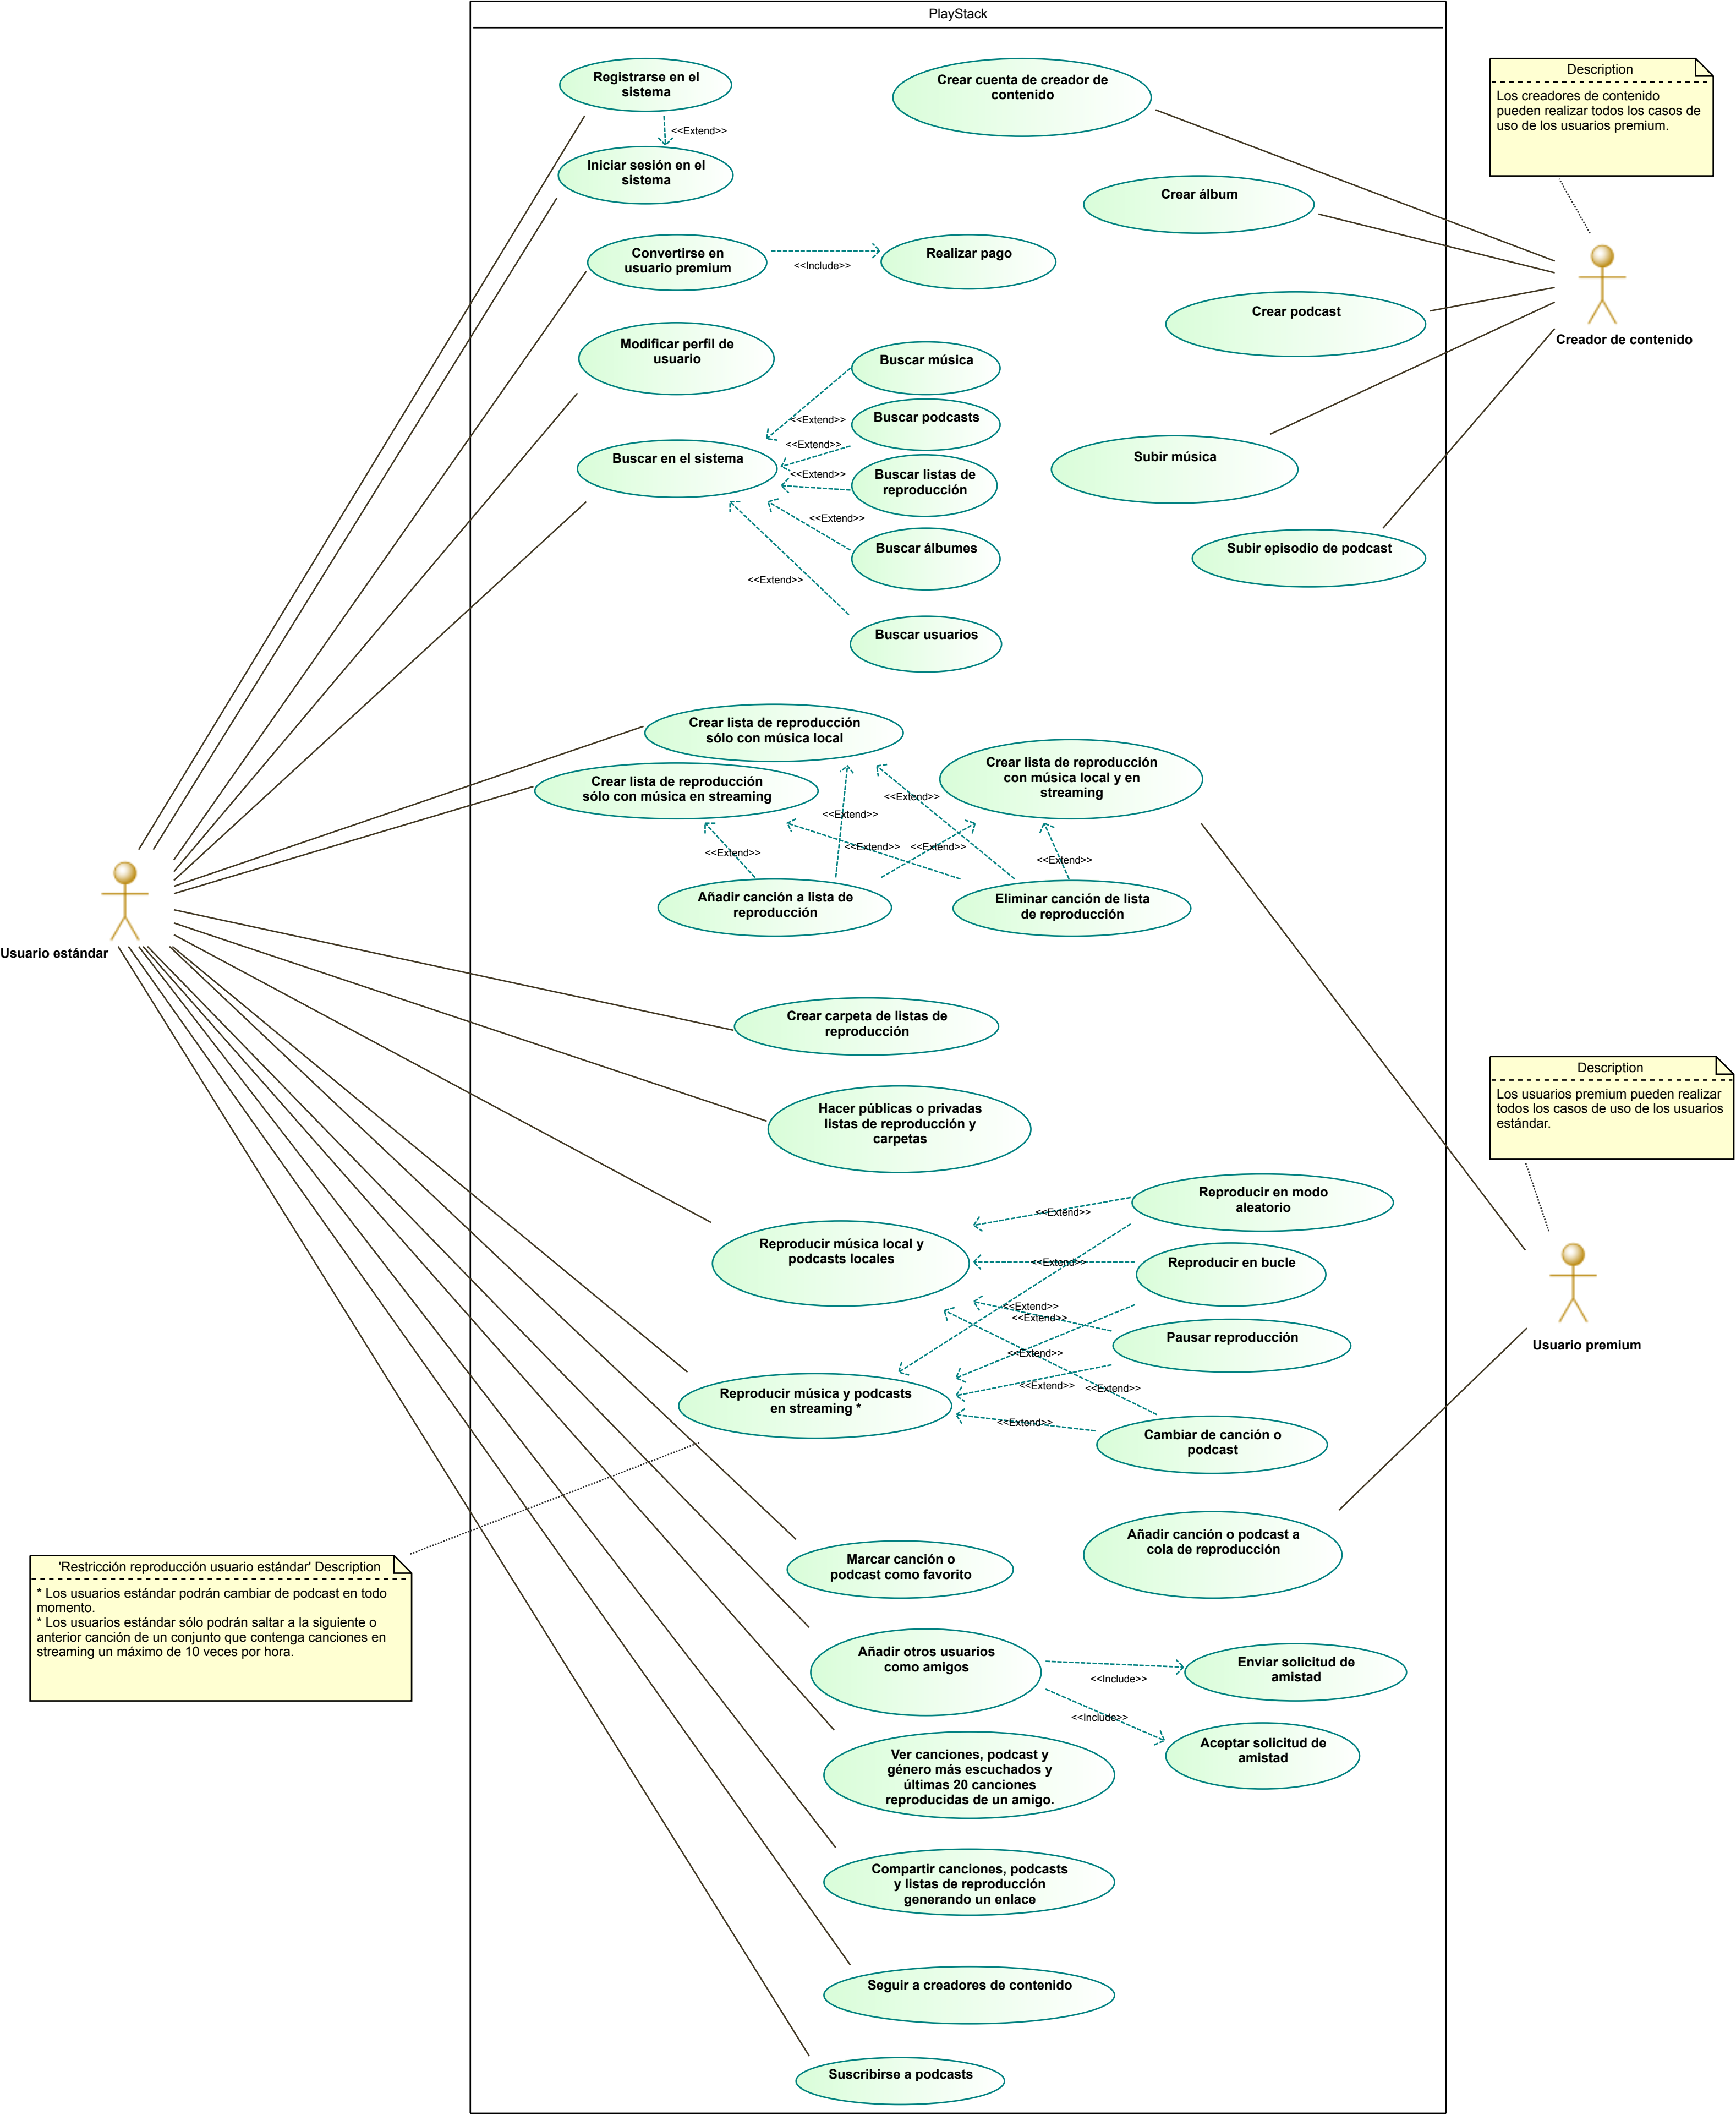 PlayStack
Registrarse en el
sistema
<<Extend>>
Iniciar sesión en el
sistema
Convertirse en
usuario premium
<<Include>>
Realizar pago
Modificar perfil de
usuario
Buscar en el sistema
Buscar música
<<Extend>>
Buscar podcasts
<<Extend>>
Buscar listas de
reproducción
<<Extend>>
Buscar álbumes
<<Extend>>
Buscar usuarios
<<Extend>>
Crear cuenta de creador de
contenido
Crear álbum
Crear podcast
Subir música
Subir episodio de podcast
Description
Los creadores de contenido
pueden realizar todos los casos de
uso de los usuarios premium.
Creador de contenido
Crear lista de reproducción
sólo con música local
Crear lista de reproducción
sólo con música en streaming
Crear lista de reproducción
con música local y en
streaming
<<Extend>>
<<Extend>>
<<Extend>>
<<Extend>>
<<Extend>>
<<Extend>>
Añadir canción a lista de
reproducción
Eliminar canción de lista
de reproducción
Usuario estándar
Crear carpeta de listas de
reproducción
Hacer públicas o privadas
listas de reproducción y
carpetas
Description
Los usuarios premium pueden realizar
todos los casos de uso de los usuarios
estándar.
Usuario premium
Reproducir música local y
podcasts locales
Reproducir música y podcasts
en streaming *
Reproducir en modo
aleatorio
<<Extend>>
Reproducir en bucle
<<Extend>>
<<Extend>>
<<Extend>>
Pausar reproducción
<<Extend>>
<<Extend>>
<<Extend>>
<<Extend>>
Cambiar de canción o
podcast
Añadir canción o podcast a
cola de reproducción
'Restricción reproducción usuario estándar' Description
* Los usuarios estándar podrán cambiar de podcast en todo
momento.
* Los usuarios estándar sólo podrán saltar a la siguiente o
anterior canción de un conjunto que contenga canciones en
streaming un máximo de 10 veces por hora.
Marcar canción o
podcast como favorito
Añadir otros usuarios
como amigos
<<Include>>
Enviar solicitud de
amistad
<<Include>>
Aceptar solicitud de
amistad
Ver canciones, podcast y
género más escuchados y
últimas 20 canciones
reproducidas de un amigo.
Compartir canciones, podcasts
y listas de reproducción
generando un enlace
Seguir a creadores de contenido
Suscribirse a podcasts